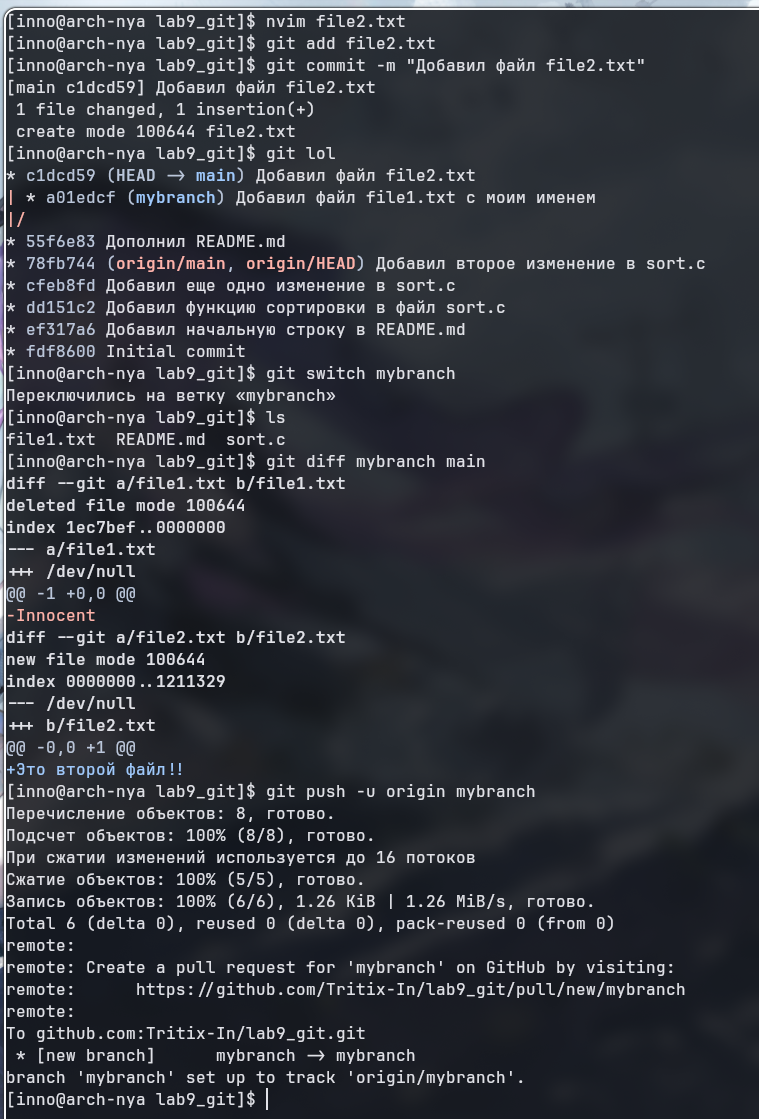 [inno@arch-nya lab9_git]$ nvim file2.txt
[inno@arch-nya lab9_git]$ git add file2.txt
[inno@arch-nya lab9_git]$ git commit -m "Добавил файл file2.txt"
[main c1dcd59] Добавил файл file2.txt
 1 file changed, 1 insertion(+)
 create mode 100644 file2.txt
[inno@arch-nya lab9_git]$ git lol
* c1dcd59 (HEAD -> main) Добавил файл file2.txt
| * a01edcf (mybranch) Добавил файл file1.txt с моим именем
|/
* 55f6e83 Дополнил README.md
* 78fb744 (origin/main, origin/HEAD) Добавил второе изменение в sort.c
* cfeb8fd Добавил еще одно изменение в sort.c
* dd151c2 Добавил функцию сортировки в файл sort.c
* ef317a6 Добавил начальную строку в README.md
* fdf8600 Initial commit
[inno@arch-nya lab9_git]$ git switch mybranch
Переключились на ветку «mybranch»
[inno@arch-nya lab9_git]$ ls
file1.txt  README.md  sort.c
[inno@arch-nya lab9_git]$ git diff mybranch main
diff --git a/file1.txt b/file1.txt
deleted file mode 100644
index 1ec7bef..0000000
--- a/file1.txt
+++ /dev/null
@@ -1 +0,0 @@
-Innocent
diff --git a/file2.txt b/file2.txt
new file mode 100644
index 0000000..1211329
--- /dev/null
+++ b/file2.txt
@@ -0,0 +1 @@
+Это второй файл!!
[inno@arch-nya lab9_git]$ git push -u origin mybranch
Перечисление объектов: 8, готово.
Подсчет объектов: 100% (8/8), готово.
При сжатии изменений используется до 16 потоков
Сжатие объектов: 100% (5/5), готово.
Запись объектов: 100% (6/6), 1.26 KiB | 1.26 MiB/s, готово.
Total 6 (delta 0), reused 0 (delta 0), pack-reused 0 (from 0)
remote:
remote: Create a pull request for 'mybranch' on GitHub by visiting:
remote:      https://github.com/Tritix-In/lab9_git/pull/new/mybranch
remote:
To github.com:Tritix-In/lab9_git.git
 * [new branch]      mybranch -> mybranch
branch 'mybranch' set up to track 'origin/mybranch'.
[inno@arch-nya lab9_git]$